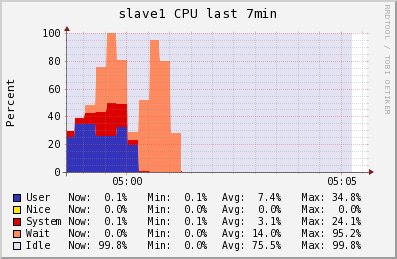 slave1 CPU last 7min
RRDTOOL / TOBI OETIKER
Percent
100
80
60
40
20
0
05:00 05:05
User Now: 0.1% Min: 0.1% Avg: 7.4% Max: 34.8%
Nice Now: 0.0% Min: 0.0% Avg: 0.0% Max: 0.0%
System Now: 0.1% Min: 0.1% Avg: 3.1% Max: 24.1%
Wait Now: 0.0% Min: 0.0% Avg: 14.0% Max: 95.2%
Idle Now: 99.8% Min: 0.0% Avg: 75.5% Max: 99.8%